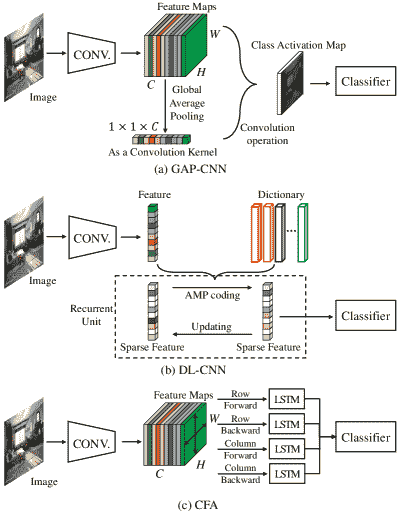 Feature Maps
W
CONV.
Class Activation Map
Classifier
C
H
Image
Global
Average
Pooling
1 × 1 × C
Convolution
operation
As a Convolution Kernel
(a) GAP-CNN
Feature
Dictionary
CONV.
Image
Recurrent
Unit
AMP coding
Updating
Classifier
Sparse Feature
Sparse Feature
(b) DL-CNN
Feature Maps
Row
Forward
LSTM
W
Row
Backward
LSTM
CONV.
Classifier
Column
Forward
LSTM
H
C
Column
Backward
LSTM
Image
(c) CFA